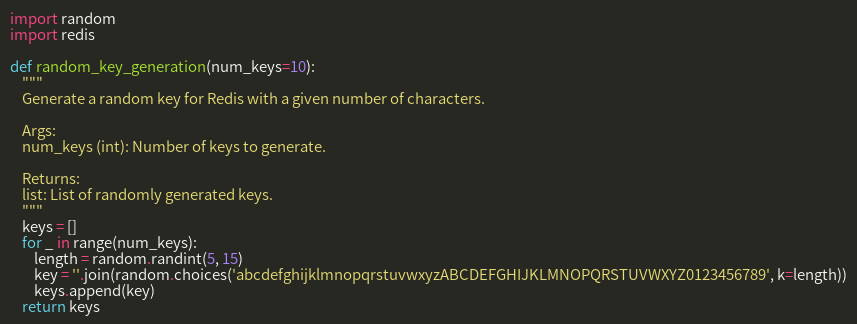 import random
import redis

def random_key_generation(num_keys=10):
    """
    Generate a random key for Redis with a given number of characters.

    Args:
    num_keys (int): Number of keys to generate.

    Returns:
    list: List of randomly generated keys.
    """
    keys = []
    for _ in range(num_keys):
        length = random.randint(5, 15)
        key = ''.join(random.choices('abcdefghijklmnopqrstuvwxyzABCDEFGHIJKLMNOPQRSTUVWXYZ0123456789', k=length))
        keys.append(key)
    return keys